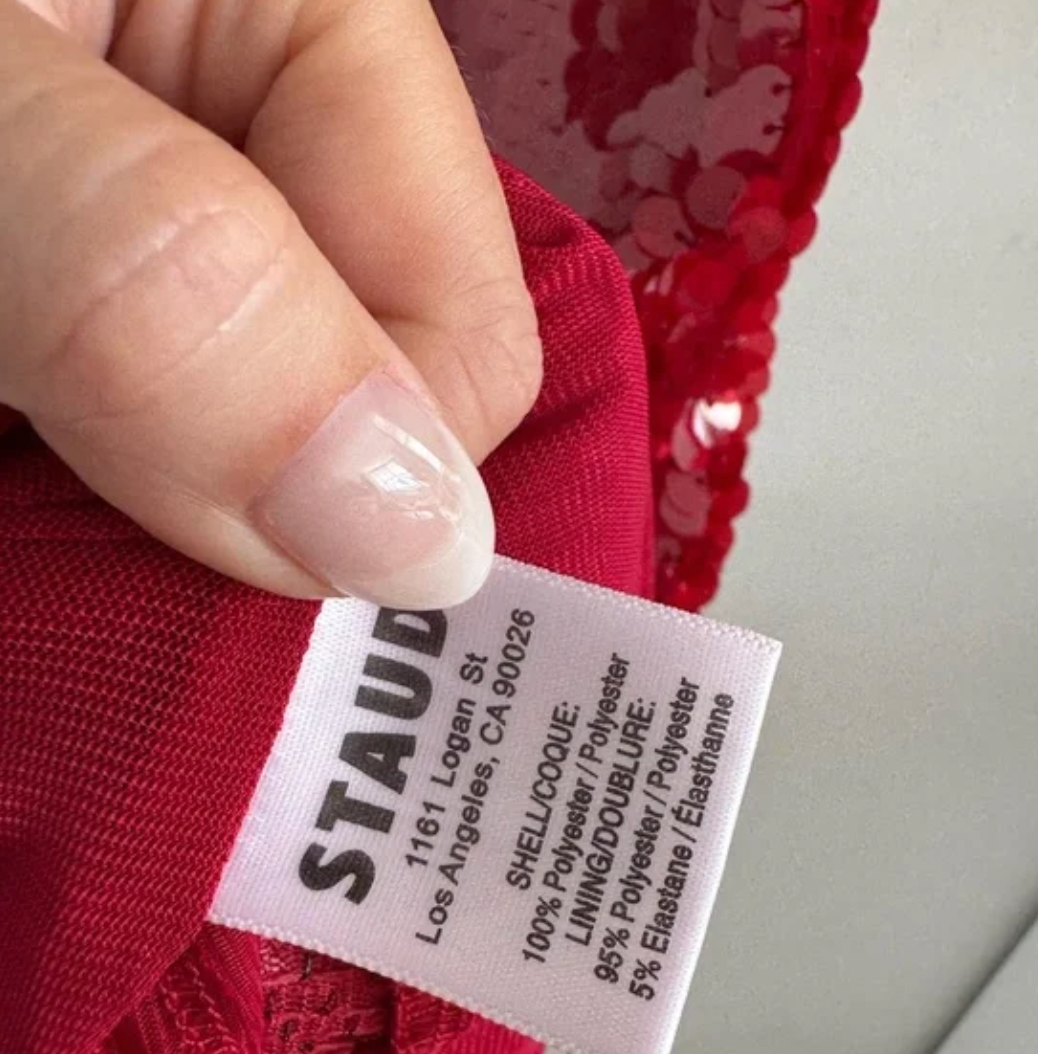 STAUD
1161 Logan St
Los Angeles, CA 90026
SHELL/COQUE:
100% Polyester / Polyester
LINING/DOUBLURE:
95% Polyester / Polyester
5% Elastane / Élasthanne